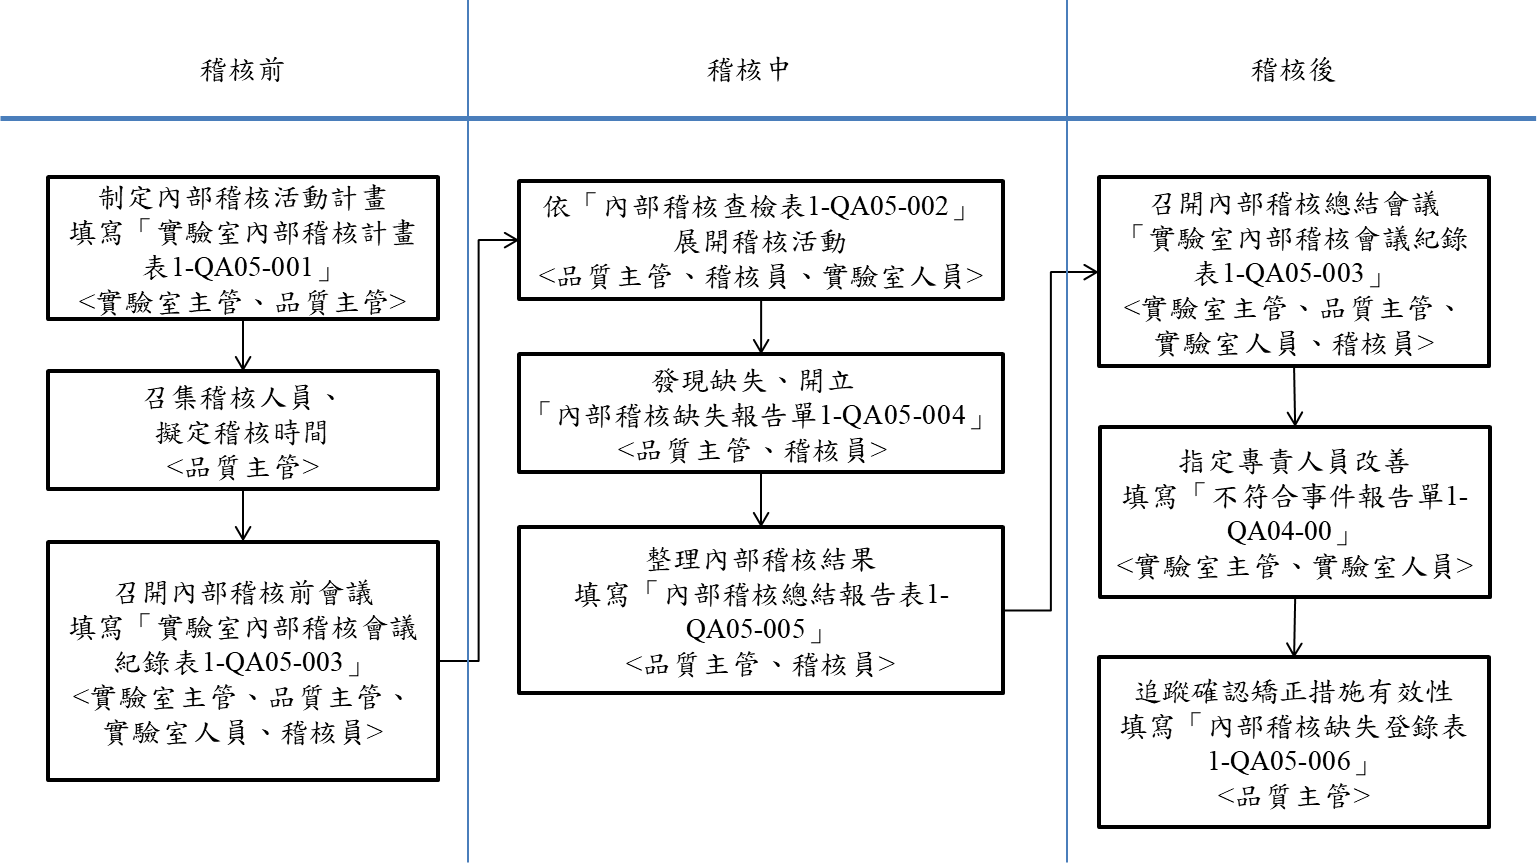 稽核前
稽核中
稽核後
制定內部稽核活動計畫
填寫「實驗室內部稽核計畫
表1-QA05-001」
<實驗室主管、品質主管>
召集稽核人員、
擬定稽核時間
<品質主管>
召開內部稽核前會議
填寫「實驗室內部稽核會議
紀錄表1-QA05-003」
<實驗室主管、品質主管、
實驗室人員、稽核員>
依「內部稽核查檢表1-QA05-002」
展開稽核活動
<品質主管、稽核員、實驗室人員>
發現缺失、開立
「內部稽核缺失報告單1-QA05-004」
<品質主管、稽核員>
整理內部稽核結果
填寫「內部稽核總結報告表1-
QA05-005」
<品質主管、稽核員>
召開內部稽核總結會議
「實驗室內部稽核會議紀錄
表1-QA05-003」
<實驗室主管、品質主管、
實驗室人員、稽核員>
指定專責人員改善
填寫「不符合事件報告單1-
QA04-00」
<實驗室主管、實驗室人員>
追蹤確認矯正措施有效性
填寫「內部稽核缺失登錄表
1-QA05-006」
<品質主管>